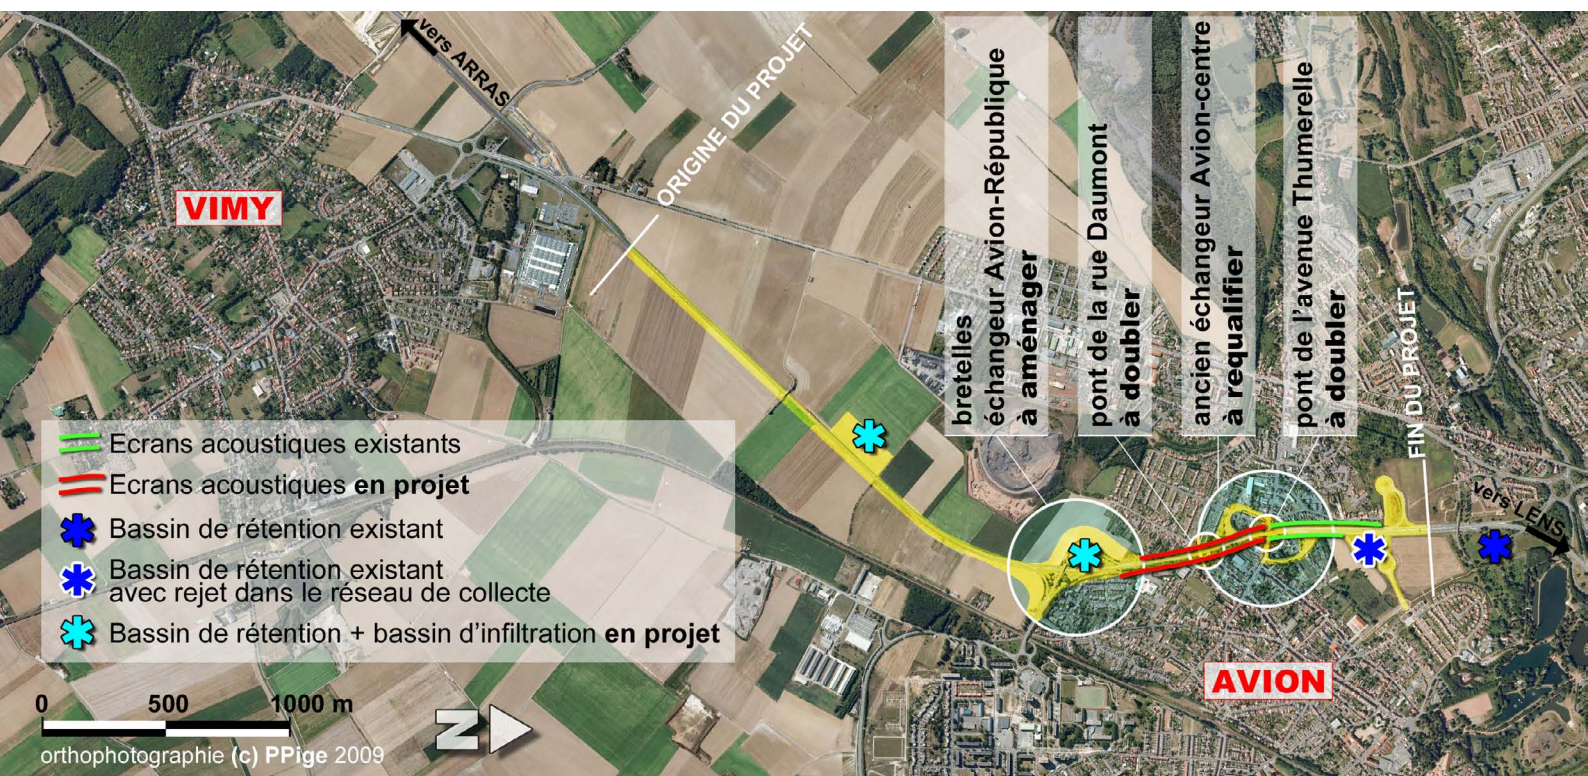 vers ARRAS
ORIGINE DU PROJET
VIMY
bretelles
échangeur Avion-République
à aménager
pont de la rue Daumont
à doubler
ancien échangeur Avion-centre
à requalifier
pont de l'avenue Thumerelle
à doubler
FIN DU PROJET
vers LENS
AVION
Ecrans acoustiques existants
Ecrans acoustiques en projet
Bassin de rétention existant
Bassin de rétention existant
avec rejet dans le réseau de collecte
Bassin de rétention + bassin d'infiltration en projet
0 500 1000 m
N
orthophotographie (c) PPige 2009